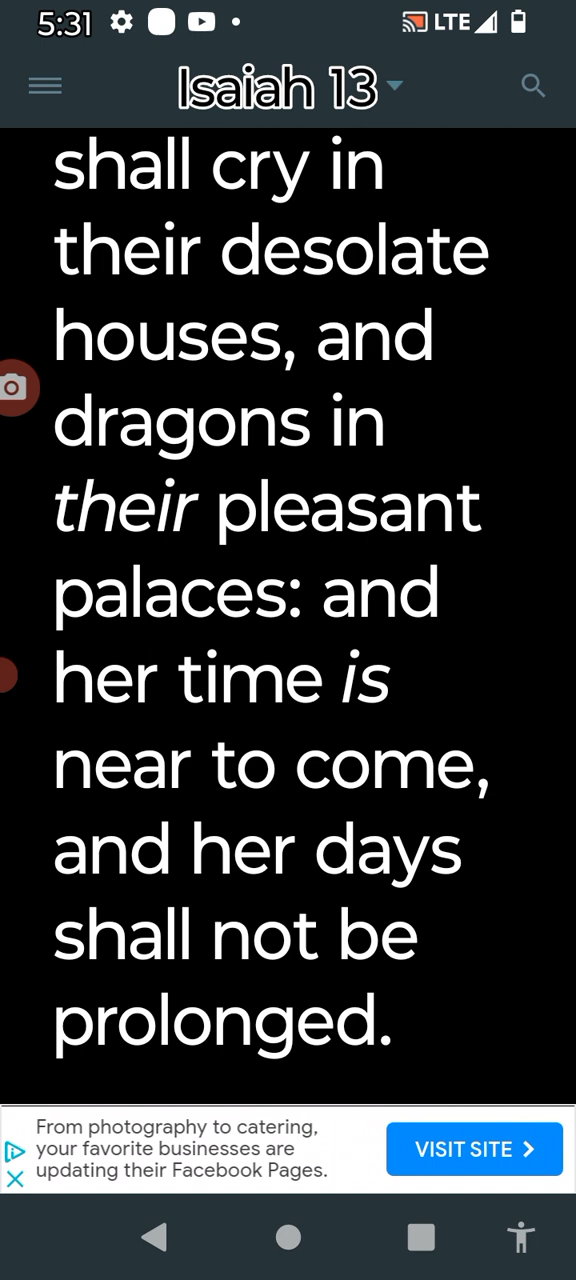 5:31 LTE
Isaiah 13
shall cry in
their desolate
houses, and
dragons in
their pleasant
palaces: and
her time is
near to come,
and her days
shall not be
prolonged.
From photography to catering,
your favorite businesses are
updating their Facebook Pages.
VISIT SITE